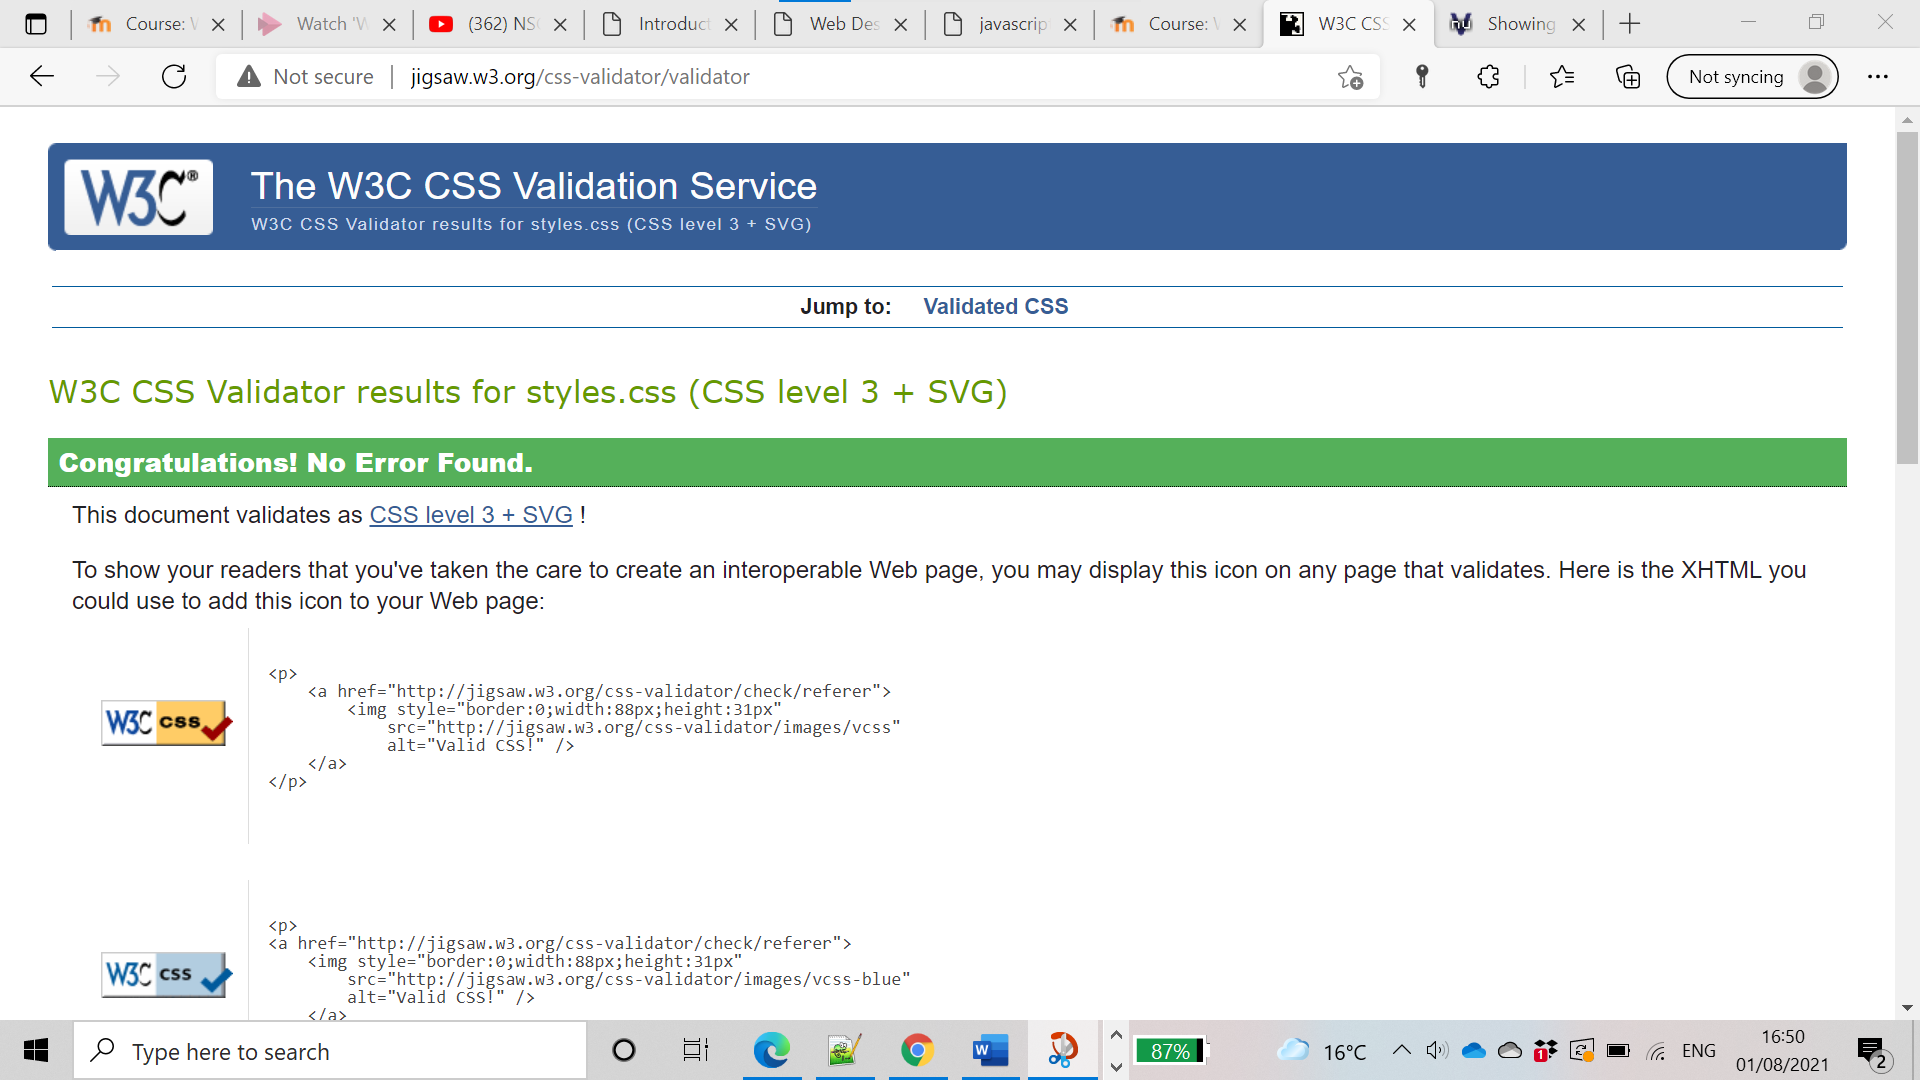 Course: V
Watch 'W
(362) NS
Introduct
Web Des
javascrip
Course: V
W3C CSS
Showing
Not secure
jigsaw.w3.org/css-validator/validator
Not syncing
W3C®
The W3C CSS Validation Service
W3C CSS Validator results for styles.css (CSS level 3 + SVG)
Jump to: Validated CSS
W3C CSS Validator results for styles.css (CSS level 3 + SVG)
Congratulations! No Error Found.
This document validates as CSS level 3 + SVG !
To show your readers that you've taken the care to create an interoperable Web page, you may display this icon on any page that validates. Here is the XHTML you
could use to add this icon to your Web page:
W3C css
<p>
<a href="http://jigsaw.w3.org/css-validator/check/referer">
<img style="border:0;width:88px;height:31px"
src="http://jigsaw.w3.org/css-validator/images/vcss"
alt="Valid CSS!" />
</a>
</p>
W3C css
<p>
<a href="http://jigsaw.w3.org/css-validator/check/referer">
<img style="border:0;width:88px;height:31px"
src="http://jigsaw.w3.org/css-validator/images/vcss-blue"
alt="Valid CSS!" />
</a>
Type here to search
87%
16°C
1
ENG
16:50
01/08/2021
2